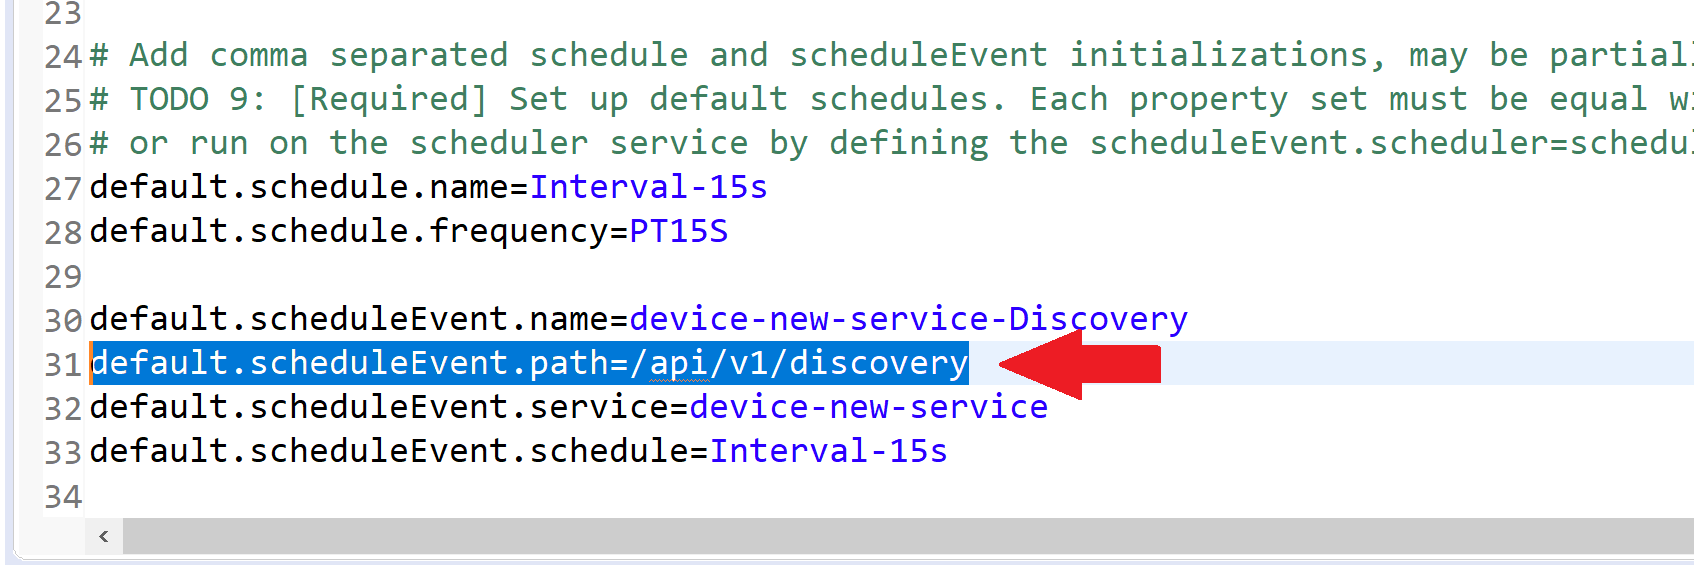 23
24 # Add comma separated schedule and scheduleEvent initializations, may be partial
25 # TODO 9: [Required] Set up default schedules. Each property set must be equal
26 # or run on the scheduler service by defining the scheduleEvent.scheduler=schedu
27 default.schedule.name=Interval-15s
28 default.schedule.frequency=PT15S
29
30 default.scheduleEvent.name=device-new-service-Discovery
31 default.scheduleEvent.path=/api/v1/discovery
32 default.scheduleEvent.service=device-new-service
33 default.scheduleEvent.schedule=Interval-15s
34